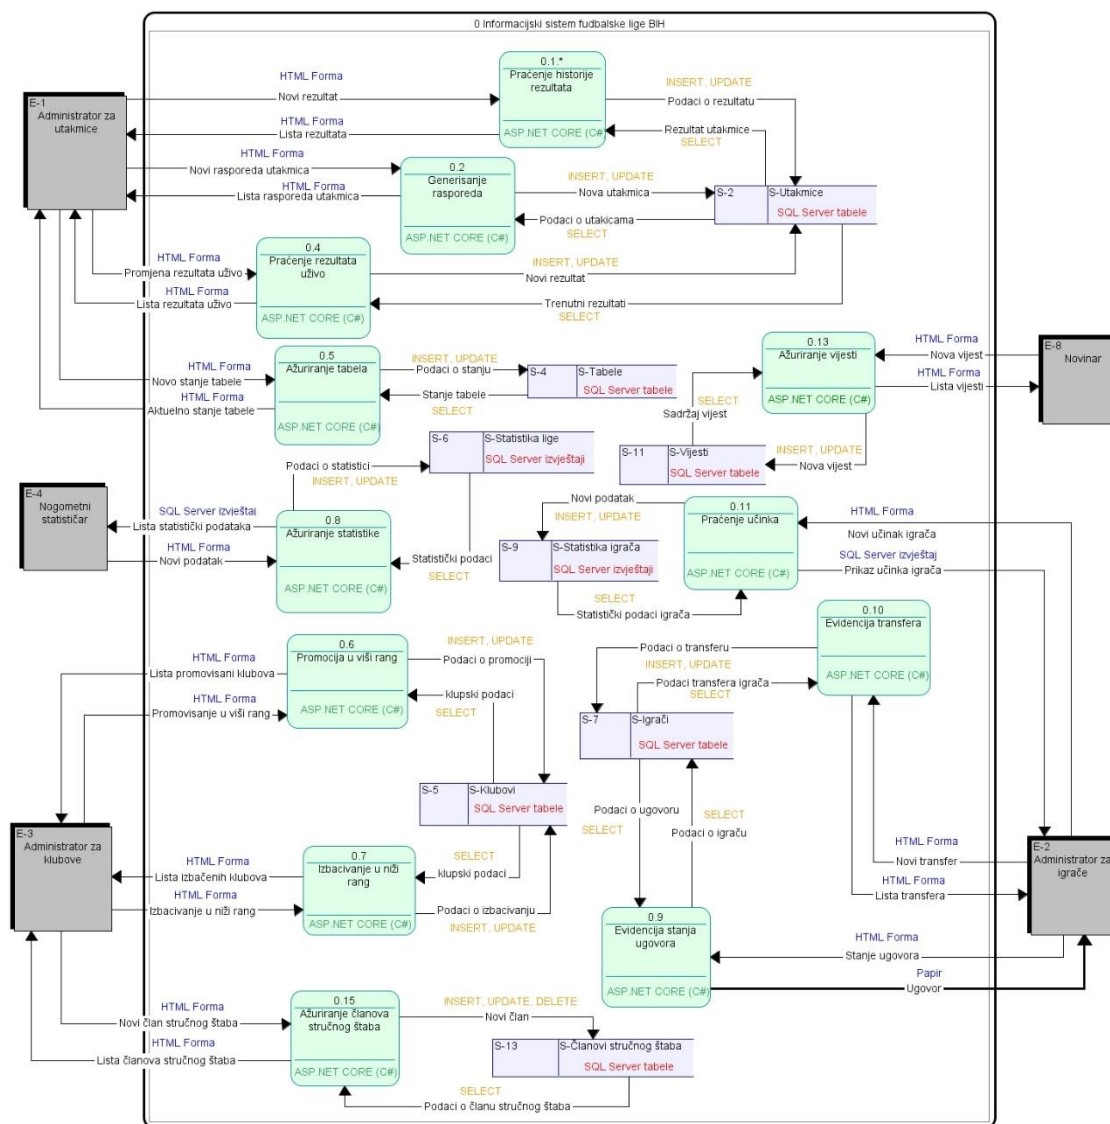 0 Informacijski sistem fudbalske lige BIH
E-1
Administrator za
utakmice
HTML Forma
Novi rezultat
HTML Forma
Lista rezultata
0.1.*
Praćenje historije
rezultata
ASP.NET CORE (C#)
INSERT, UPDATE
Podaci o rezultatu
Rezultat utakmice
SELECT
HTML Forma
Novi rasporeda utakmica
HTML Forma
Lista rasporeda utakmica
0.2
Generisanje
rasporeda
ASP.NET CORE (C#)
INSERT, UPDATE
Nova utakmica
Podaci o utakicama
SELECT
S-2
S-Utakmice
SQL Server tabele
HTML Forma
Promjena rezultata uživo
HTML Forma
Lista rezultata uživo
0.4
Praćenje rezultata
uživo
ASP.NET CORE (C#)
INSERT, UPDATE
Novi rezultat
Trenutni rezultati
SELECT
HTML Forma
Novo stanje tabele
HTML Forma
Aktuelno stanje tabele
0.5
Ažuriranje tabela
ASP.NET CORE (C#)
INSERT, UPDATE
Podaci o stanju
Stanje tabele
SELECT
S-4
S-Tabele
SQL Server tabele
0.13
Ažuriranje vijesti
ASP.NET CORE (C#)
HTML Forma
Nova vijest
HTML Forma
Lista vijesti
E-8
Novinar
SELECT
Sadržaj vijest
INSERT, UPDATE
Nova vijest
S-11
S-Vijesti
SQL Server tabele
S-6
S-Statistika lige
SQL Server izvještaji
Podaci o statistici
INSERT, UPDATE
E-4
Nogometni
statističar
SQL Server izvještaj
Lista statistički podataka
HTML Forma
Novi podatak
0.8
Ažuriranje statistike
ASP.NET CORE (C#)
Statistički podaci
SELECT
Novi podatak
INSERT, UPDATE
S-9
S-Statistika igrača
SQL Server izvještaji
SELECT
Statistički podaci igrača
0.11
Praćenje učinka
ASP.NET CORE (C#)
HTML Forma
Novi učinak igrača
SQL Server izvještaj
Prikaz učinka igrača
0.10
Evidencija transfera
ASP.NET CORE (C#)
Podaci o transferu
INSERT, UPDATE
Podaci transfera igrača
SELECT
HTML Forma
Lista promovisani klubova
HTML Forma
Promovisanje u viši rang
0.6
Promocija u viši rang
ASP.NET CORE (C#)
INSERT, UPDATE
Podaci o promociji
klupski podaci
SELECT
S-7
S-Igrači
SQL Server tabele
S-5
S-Klubovi
SQL Server tabele
Podaci o ugovoru
SELECT
SELECT
Podaci o igraču
E-3
Administrator za
klubove
HTML Forma
Lista izbačenih klubova
HTML Forma
Izbacivanje u niži rang
0.7
Izbacivanje u niži
rang
ASP.NET CORE (C#)
SELECT
klupski podaci
Podaci o izbacivanju
INSERT, UPDATE
HTML Forma
Novi transfer
HTML Forma
Lista transfera
E-2
Administrator za
igrače
0.9
Evidencija stanja
ugovora
ASP.NET CORE (C#)
HTML Forma
Stanje ugovora
Papir
Ugovor
HTML Forma
Novi član stručnog štaba
HTML Forma
Lista članova stručnog štaba
0.15
Ažuriranje članova
stručnog štaba
ASP.NET CORE (C#)
INSERT, UPDATE, DELETE
Novi član
S-13
S-Članovi stručnog štaba
SQL Server tabele
SELECT
Podaci o članu stručnog štaba